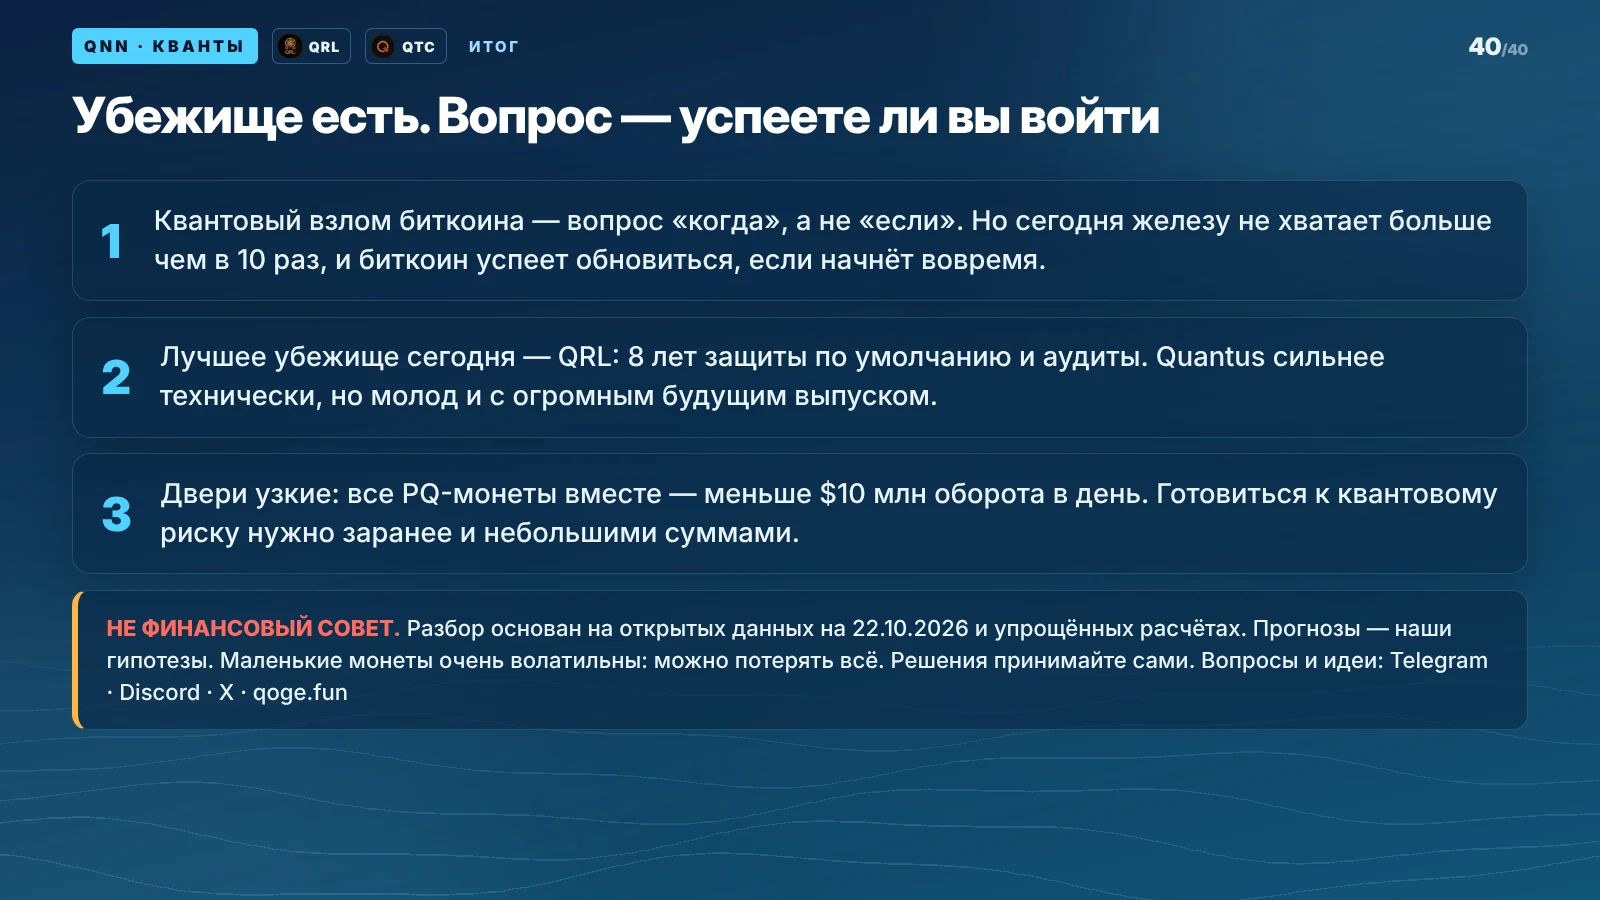 QNN · КВАНТЫ QRL QTC ИТОГ 40/40
Убежище есть. Вопрос — успеете ли вы войти
1 Квантовый взлом биткоина — вопрос «когда», а не «если». Но сегодня железу не хватает больше
чем в 10 раз, и биткоин успеет обновиться, если начнёт вовремя.
2 Лучшее убежище сегодня — QRL: 8 лет защиты по умолчанию и аудиты. Quantus сильнее
технически, но молод и с огромным будущим выпуском.
3 Двери узкие: все PQ-монеты вместе — меньше $10 млн оборота в день. Готовиться к квантовому
риску нужно заранее и небольшими суммами.
НЕ ФИНАНСОВЫЙ СОВЕТ. Разбор основан на открытых данных на 22.10.2026 и упрощённых расчётах. Прогнозы — наши
гипотезы. Маленькие монеты очень волатильны: можно потерять всё. Решения принимайте сами. Вопросы и идеи: Telegram
· Discord · X · qoge.fun